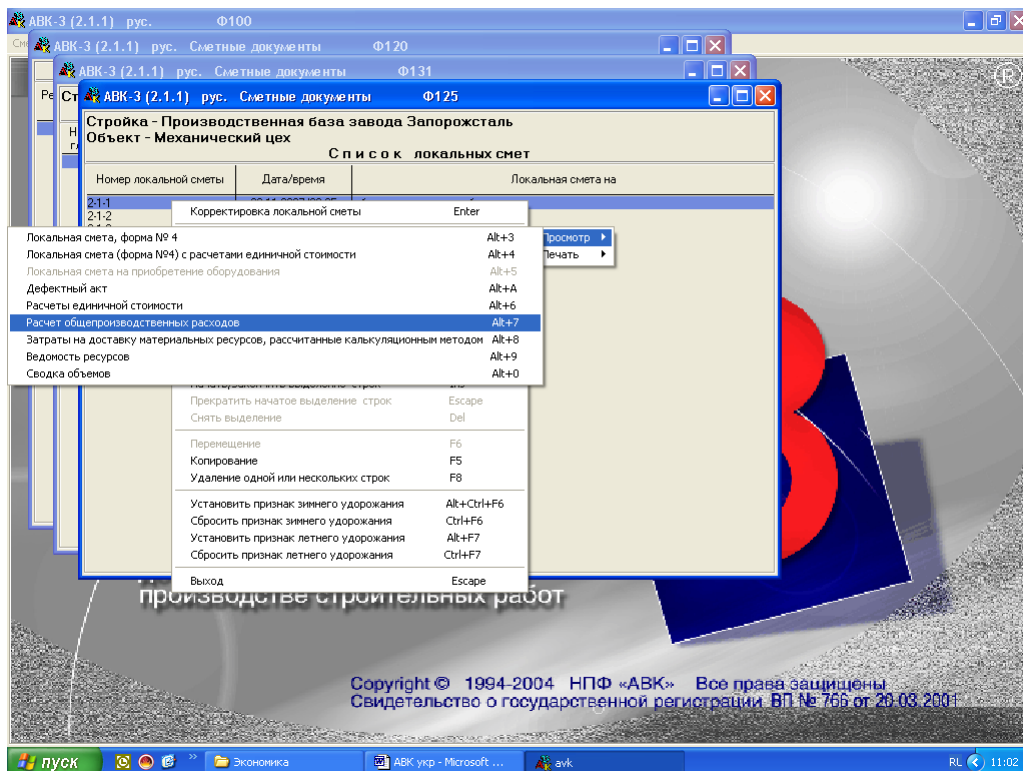 АВК-3 (2.1.1) рус. Ф100
АВК-3 (2.1.1) рус. Сметные документы Ф120
АВК-3 (2.1.1) рус. Сметные документы Ф131
АВК-3 (2.1.1) рус. Сметные документы Ф125
Стройка - Производственная база завода Запорожсталь
Объект - Механический цех
Список локальных смет
Номер локальной сметы Дата/время Локальная смета на
2-1-1
2-1-2
Корректировка локальной сметы Enter
Просмотр
Печать
Локальная смета, форма № 4 Alt+3
Локальная смета (форма №4) с расчетами единичной стоимости Alt+4
Локальная смета на приобретение оборудования Alt+5
Дефектный акт Alt+A
Расчеты единичной стоимости Alt+6
Расчет общепроизводственных расходов Alt+7
Затраты на доставку материальных ресурсов, рассчитанные калькуляционным методом Alt+8
Ведомость ресурсов Alt+9
Сводка объемов Alt+0
Прекратить начатое выделение строк Escape
Снять выделение Del
Перемещение F6
Копирование F5
Удаление одной или нескольких строк F8
Установить признак зимнего удорожания Alt+Ctrl+F6
Сбросить признак зимнего удорожания Ctrl+F6
Установить признак летнего удорожания Alt+F7
Сбросить признак летнего удорожания Ctrl+F7
Выход Escape
производстве строительных работ
Copyright © 1994-2004 НПФ «АВК» Все права защищены
Свидетельство о государственной регистрации ВП № 766 от 20.03.2001
пуск Экономика АВК укр - Microsoft ... avk RL 11:02